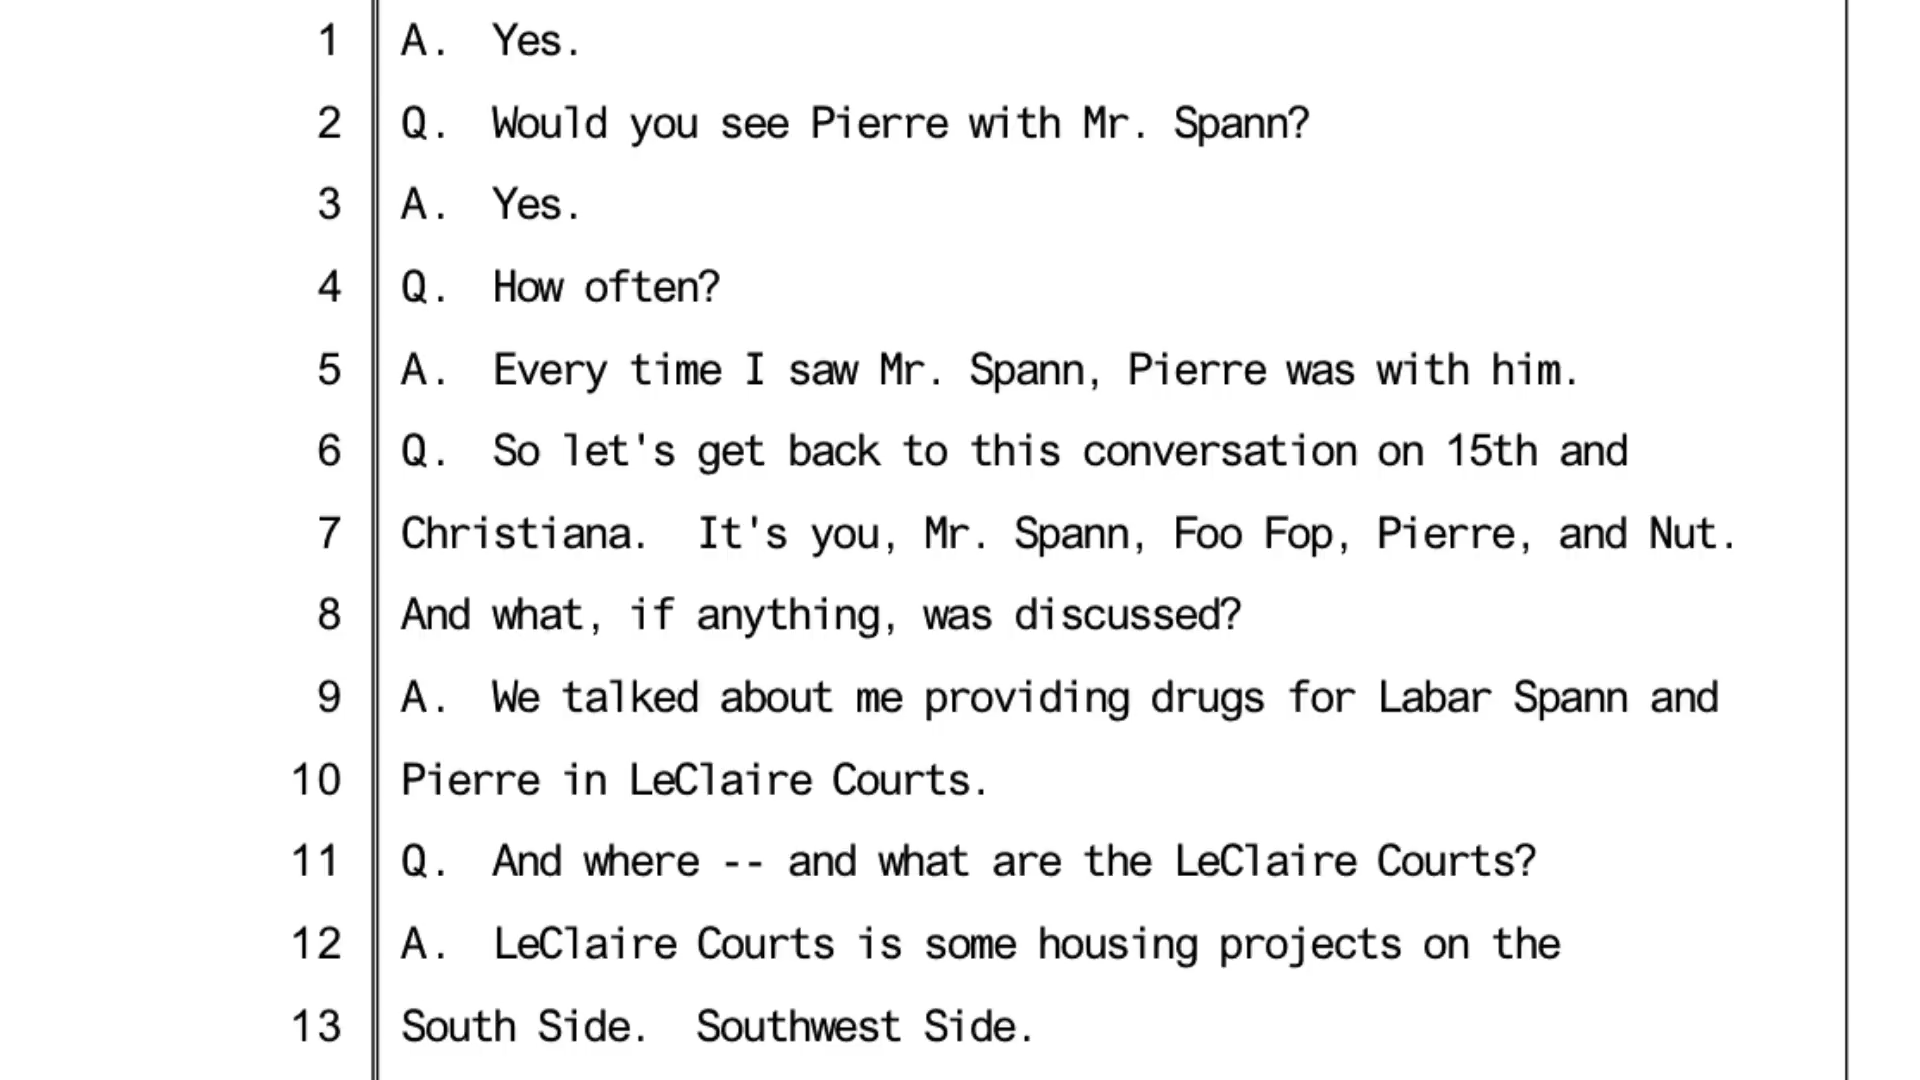 1 A. Yes.
2 Q. Would you see Pierre with Mr. Spann?
3 A. Yes.
4 Q. How often?
5 A. Every time I saw Mr. Spann, Pierre was with him.
6 Q. So let's get back to this conversation on 15th and
7 Christiana. It's you, Mr. Spann, Foo Fop, Pierre, and Nut.
8 And what, if anything, was discussed?
9 A. We talked about me providing drugs for Labar Spann and
10 Pierre in LeClaire Courts.
11 Q. And where -- and what are the LeClaire Courts?
12 A. LeClaire Courts is some housing projects on the
13 South Side. Southwest Side.